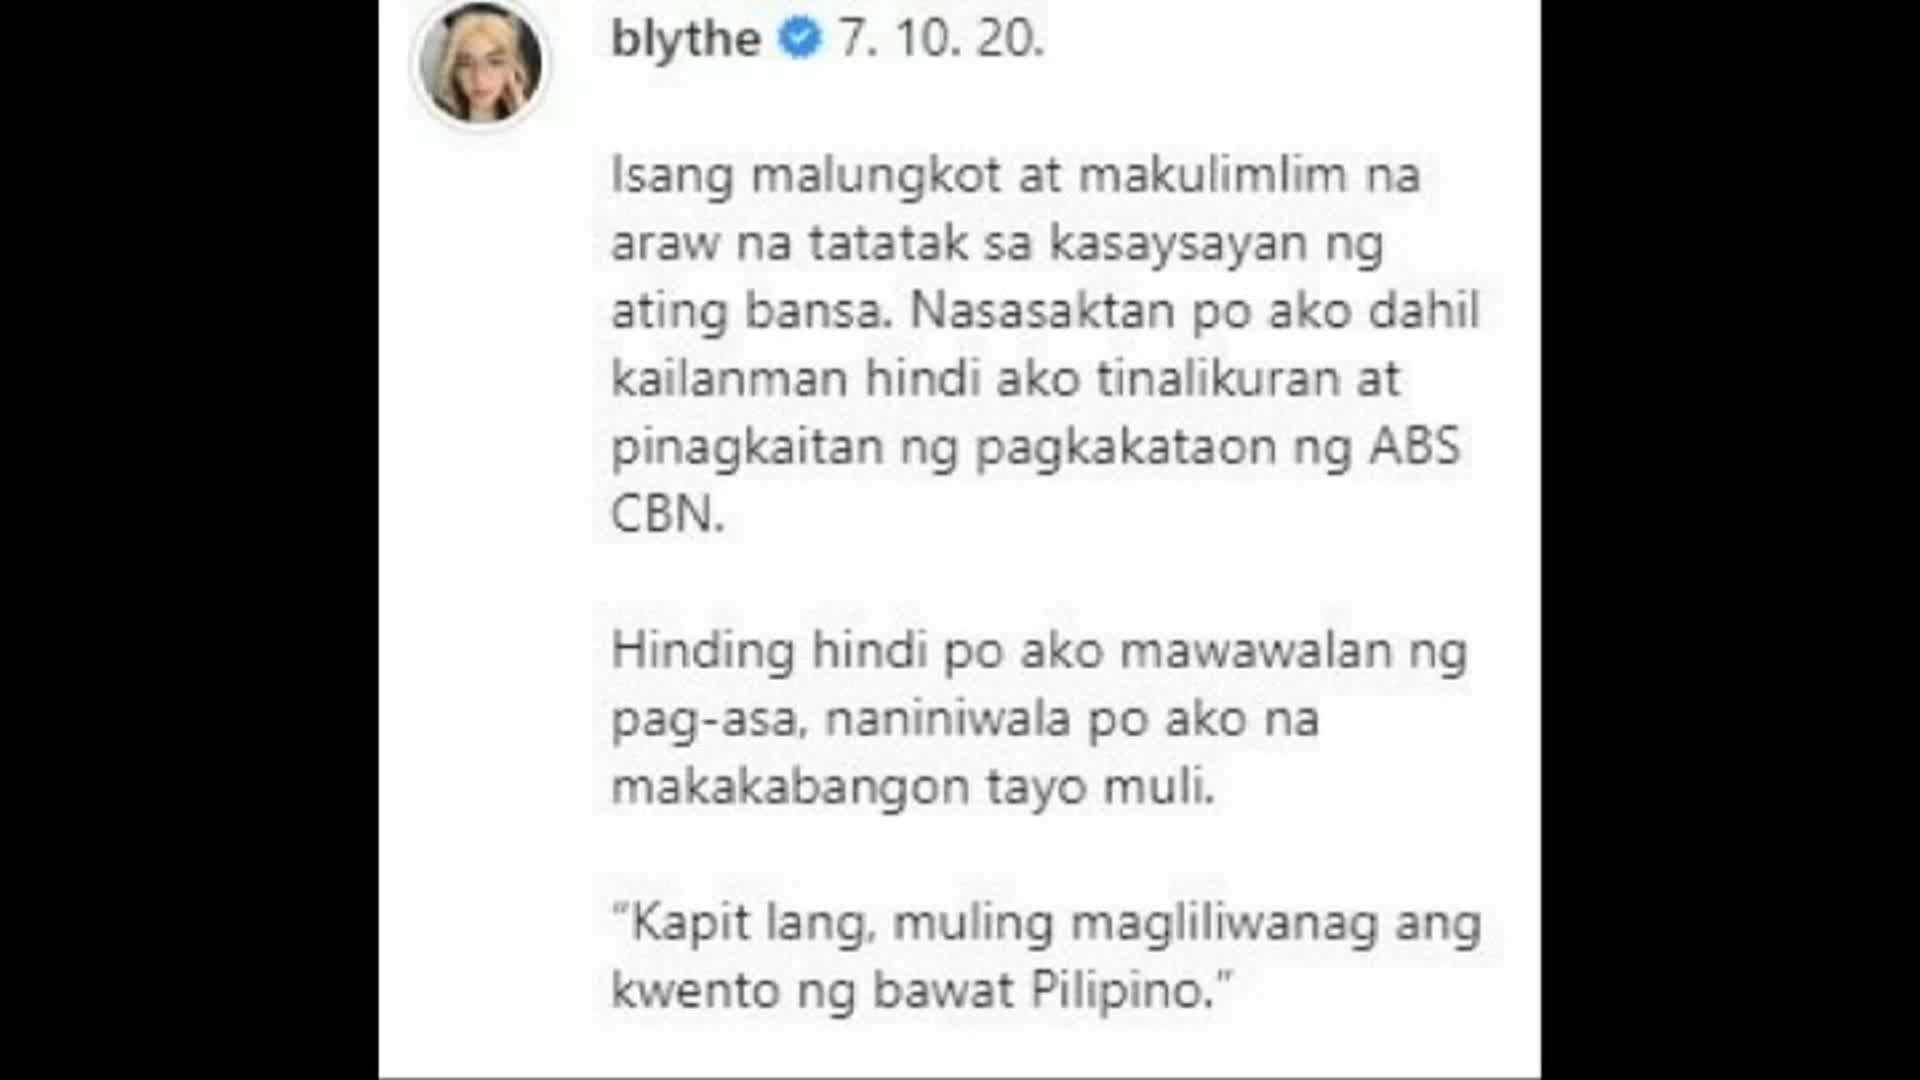 blythe 7. 10. 20.
Isang malungkot at makulimlim na
araw na tatatak sa kasaysayan ng
ating bansa. Nasasaktan po ako dahil
kailanman hindi ako tinalikuran at
pinagkaitan ng pagkakataon ng ABS
CBN.
Hinding hindi po ako mawawalan ng
pag-asa, naniniwala po ako na
makakabangon tayo muli.
“Kapit lang, muling magliliwanag ang
kwento ng bawat Pilipino.”